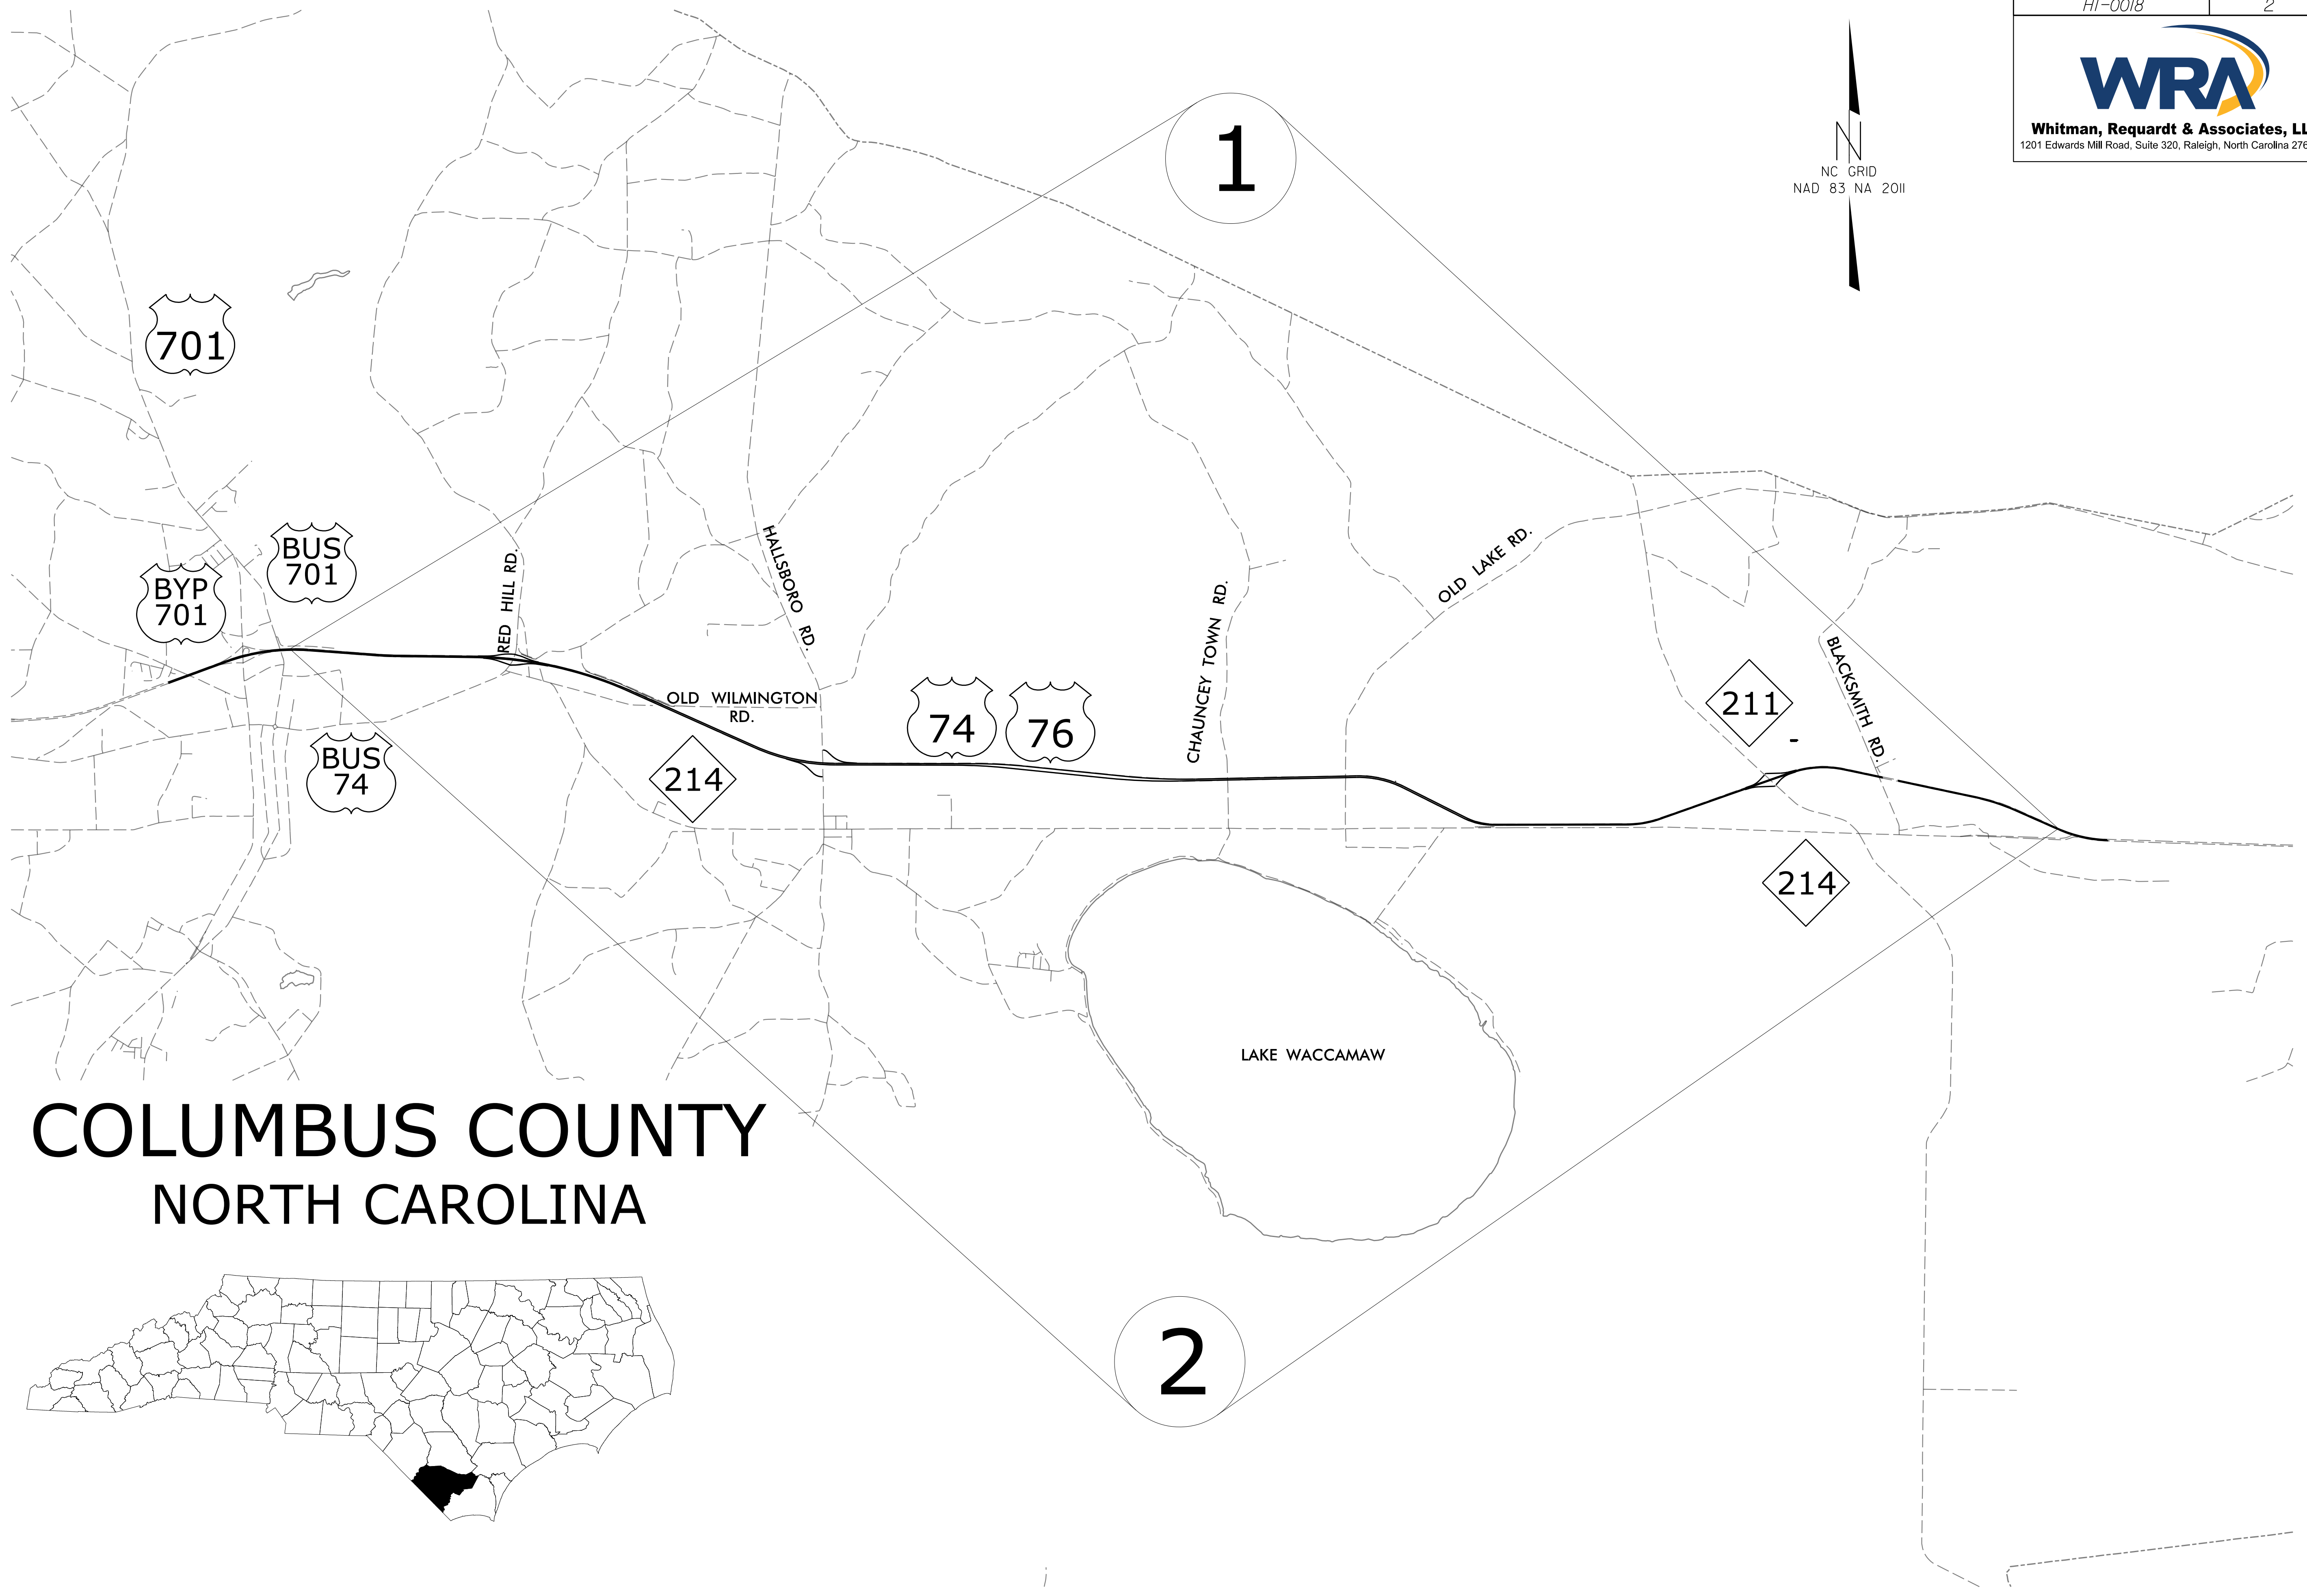 HI-0018 2
WRA
Whitman, Requardt & Associates,
1201 Edwards Mill Road, Suite 320, Raleigh, North Carolina
1
N
NC GRID
NAD 83 NA 2011
701
BUS
701
BYP
701
RED HILL RD.
HALLSBORO RD.
OLD LAKE RD.
CHAUNCEY TOWN RD.
BLACKSMITH RD.
OLD WILMINGTON
RD.
74
76
211
BUS
74
214
214
LAKE WACCAMAW
COLUMBUS COUNTY
NORTH CAROLINA
2